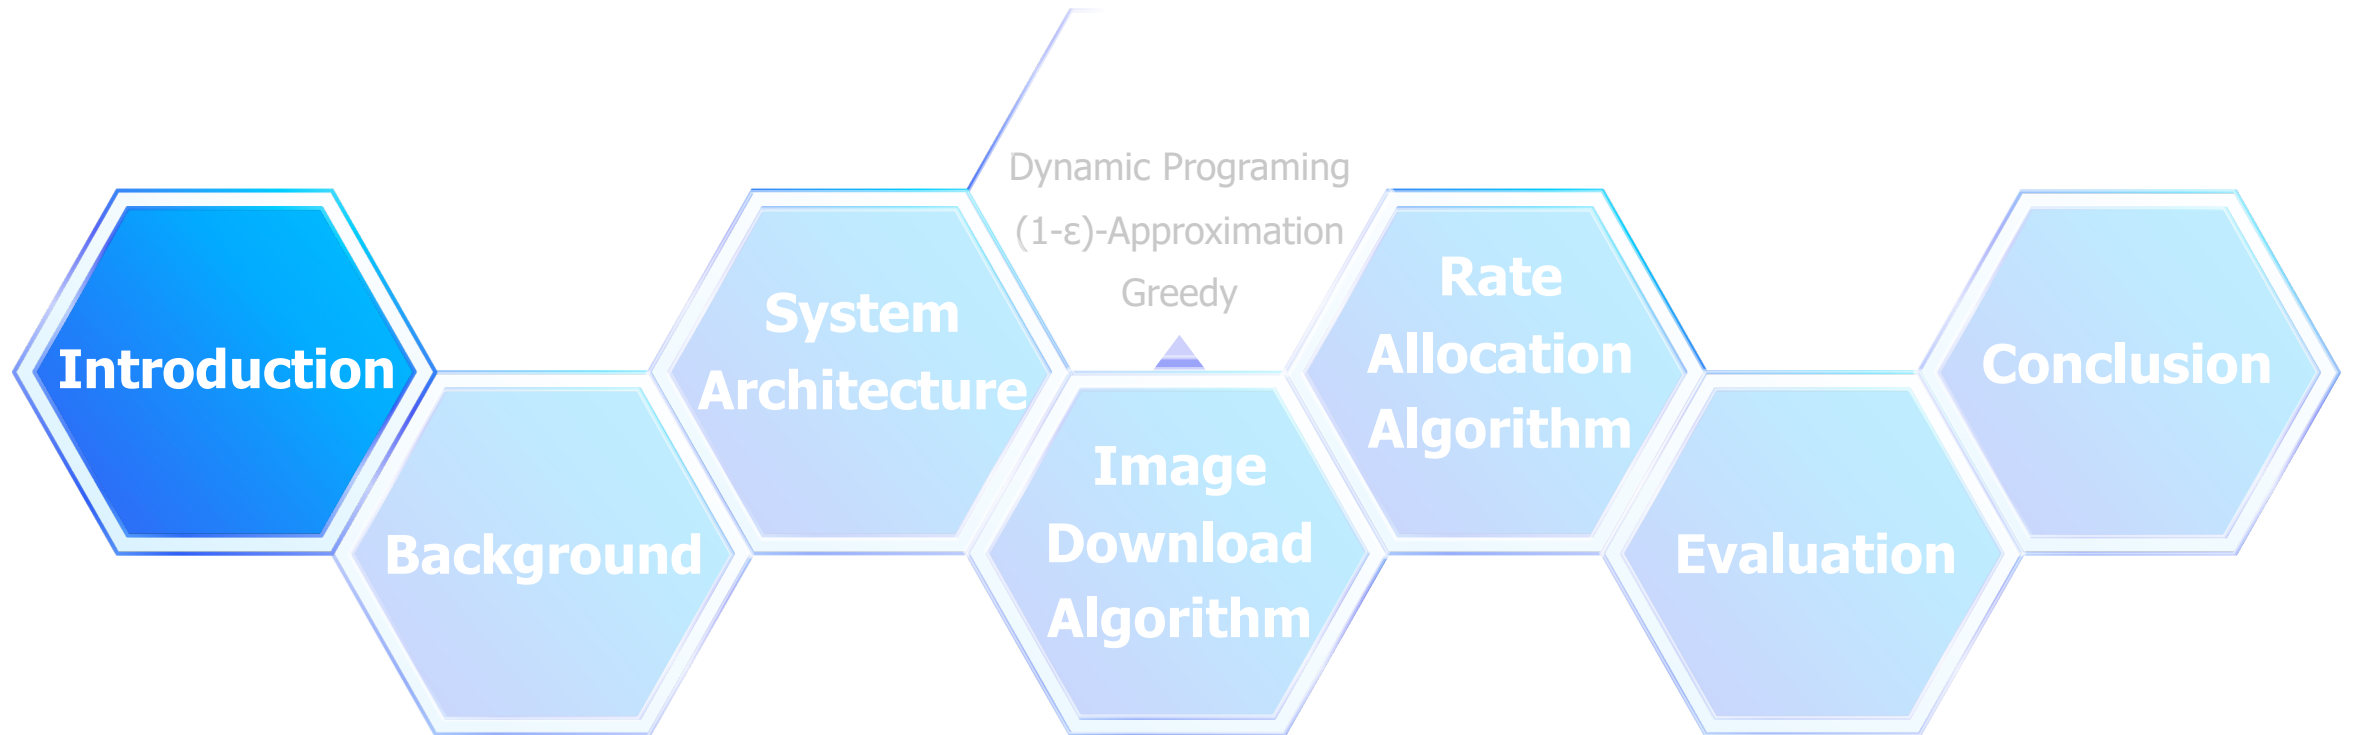 Introduction
Background
System
Architecture
Dynamic Programing
(1-ε)-Approximation
Greedy
Image
Download
Algorithm
Rate
Allocation
Algorithm
Evaluation
Conclusion